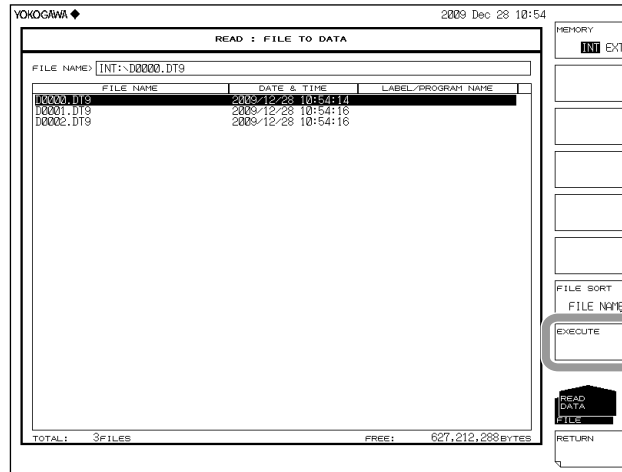 YOKOGAWA ◆
2009 Dec 28 10:54
READ : FILE TO DATA
FILE NAME> INT:\D0000.DT9
FILE NAME DATE & TIME LABEL/PROGRAM NAME
D0000.DT9 2009/12/28 10:54:14
D0001.DT9 2009/12/28 10:54:16
D0002.DT9 2009/12/28 10:54:16
TOTAL: 3FILES FREE: 627,212,288BYTES
MEMORY
INT EXT
FILE SORT
FILE NAME
EXECUTE
READ
DATA
FILE
RETURN